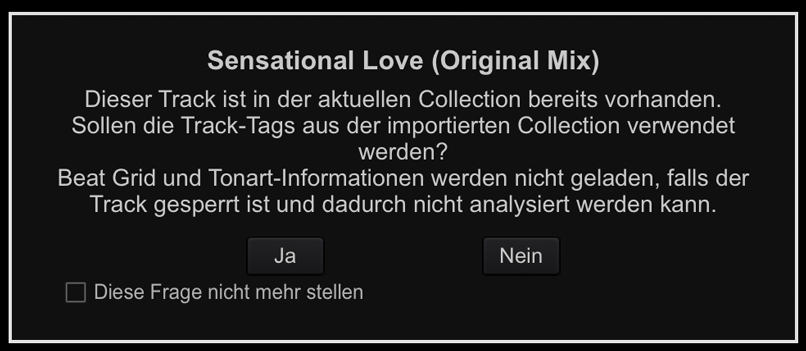 Sensational Love (Original Mix)
Dieser Track ist in der aktuellen Collection bereits vorhanden.
Sollen die Track-Tags aus der importierten Collection verwendet
werden?
Beat Grid und Tonart-Informationen werden nicht geladen, falls der
Track gesperrt ist und dadurch nicht analysiert werden kann.
Ja
Nein
Diese Frage nicht mehr stellen